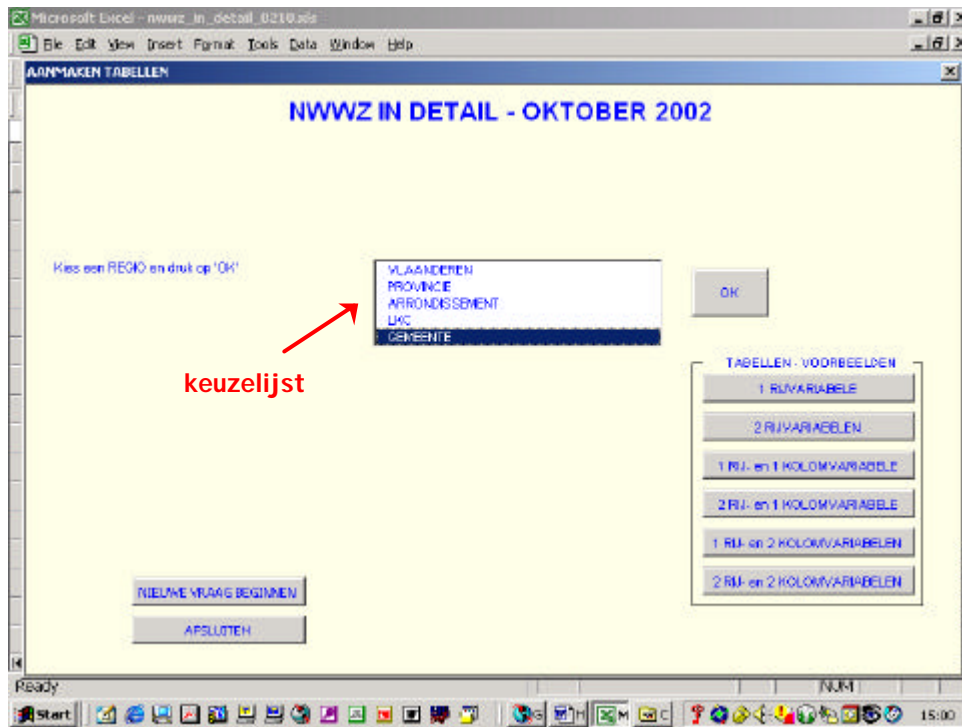 Microsoft Excel - nwwz_in_detail_0210.xls
File Edit View Insert Format Tools Data Window Help
AANMAKEN TABELLEN
NWWZ IN DETAIL - OKTOBER 2002
Kies een REGIO en druk op 'OK'
VLAANDEREN
PROVINCIE
ARRONDISSEMENT
LKC
GEMEENTE
OK
keuzelijst
TABELLEN - VOORBEELDEN
1 RIJVARIABELE
2 RIJVARIABELEN
1 RIJ- en 1 KOLOMVARIABELE
2 RIJ- en 1 KOLOMVARIABELE
1 RIJ- en 2 KOLOMVARIABELEN
2 RIJ- en 2 KOLOMVARIABELEN
NIEUWE VRAAG BEGINNEN
AFSLUITEN
Ready
NUM
Start
15:00